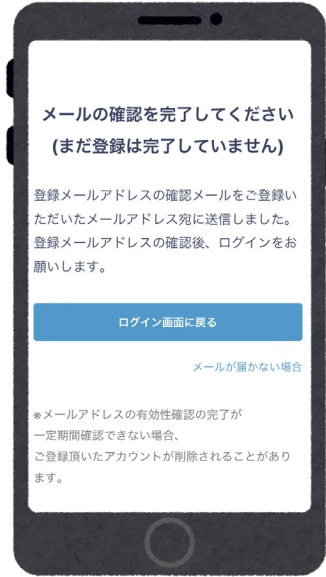 メールの確認を完了してください
(まだ登録は完了していません)
登録メールアドレスの確認メールをご登録い
ただいたメールアドレス宛に送信しました。
登録メールアドレスの確認後、ログインをお
願いします。
ログイン画面に戻る
メールが届かない場合
※メールアドレスの有効性確認の完了が
一定期間確認できない場合、
ご登録頂いたアカウントが削除されることがあり
ます。